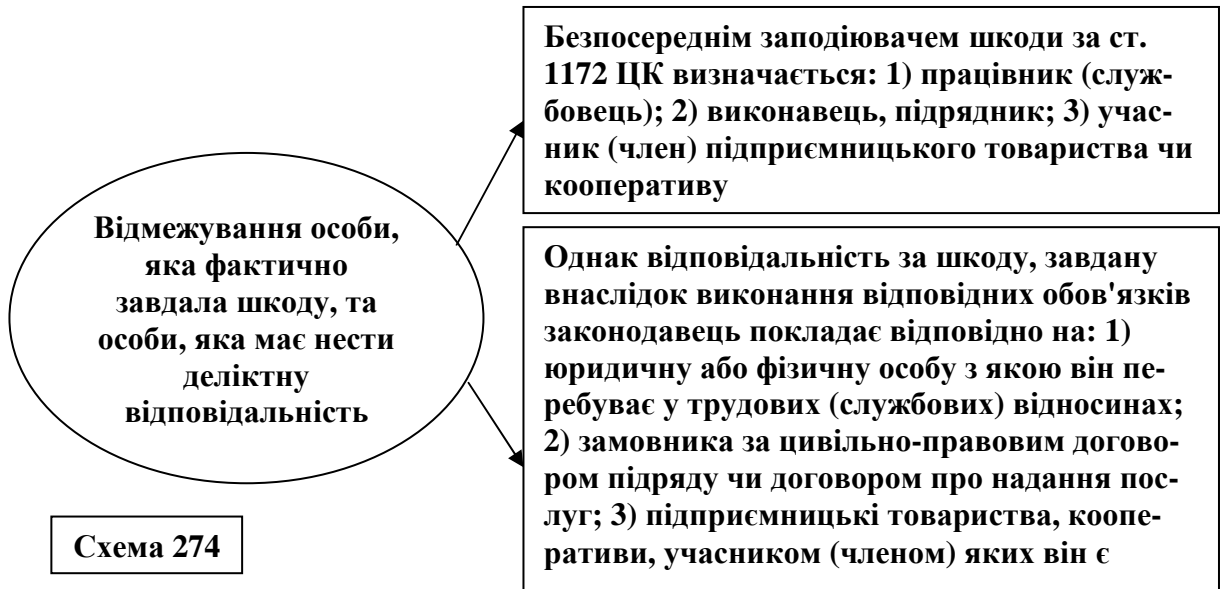 Безпосереднім заподіювачем шкоди за ст.
1172 ЦК визначається: 1) працівник (служ-
бовець); 2) виконавець, підрядник; 3) учас-
ник (член) підприємницького товариства чи
кооперативу
Відмежування особи,
яка фактично
завдала шкоду, та
особи, яка має нести
деліктну
відповідальність
Однак відповідальність за шкоду, завдану
внаслідок виконання відповідних обов'язків
законодавець покладає відповідно на: 1)
юридичну або фізичну особу з якою він пе-
ребуває у трудових (службових) відносинах;
2) замовника за цивільно-правовим догово-
ром підряду чи договором про надання пос-
луг; 3) підприємницькі товариства, коопе-
ративи, учасником (членом) яких він є
Схема 274